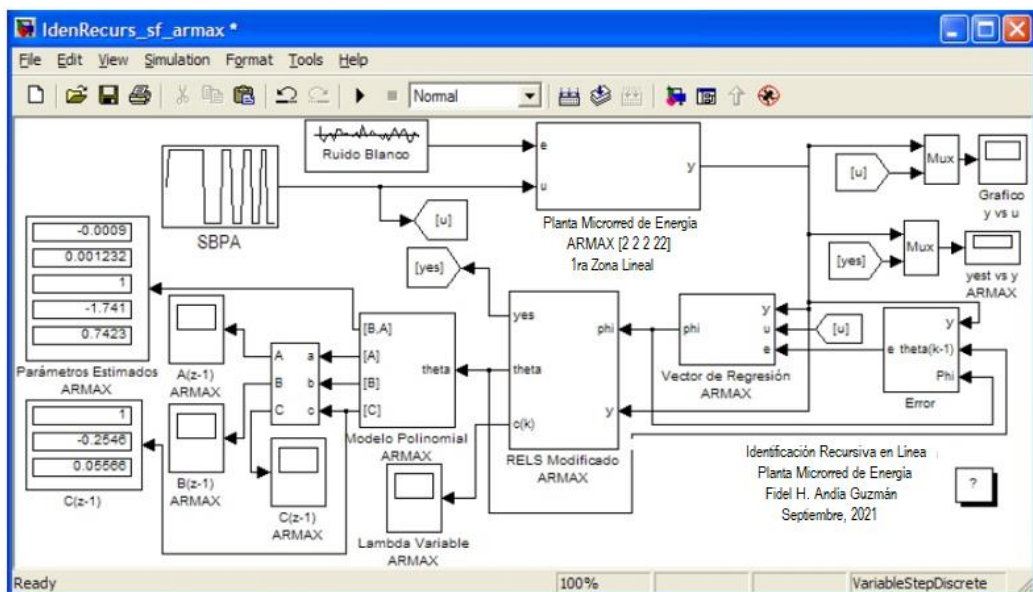 IdenRecurs_sf_armax *
File Edit View Simulation Format Tools Help
Normal
Ruido Blanco
SBPA
[u]
e
u
y
Planta Microrred de Energía
ARMAX [2 2 2 22]
1ra Zona Lineal
[u]
Mux
Grafico
y vs u
[yes]
Mux
yest vs y
ARMAX
-0.0009
0.001232
1
-1.741
0.7423
Parámetros Estimados
ARMAX
1
-0.2546
0.05566
C(z-1)
A(z-1)
ARMAX
B(z-1)
ARMAX
C(z-1)
ARMAX
A a
B b
C c
[B,A]
[A]
[B]
[C]
theta
Modelo Polinomial
ARMAX
[yes]
yes
theta
c(k)
phi
y
RELS Modificado
ARMAX
Lambda Variable
ARMAX
phi
y
u
e
Vector de Regresión
ARMAX
[u]
y
e theta(k-1)
Phi
Error
Identificación Recursiva en Línea
Planta Microrred de Energía
Fidel H. Andía Guzmán
Septiembre, 2021
?
Ready
100%
VariableStepDiscrete